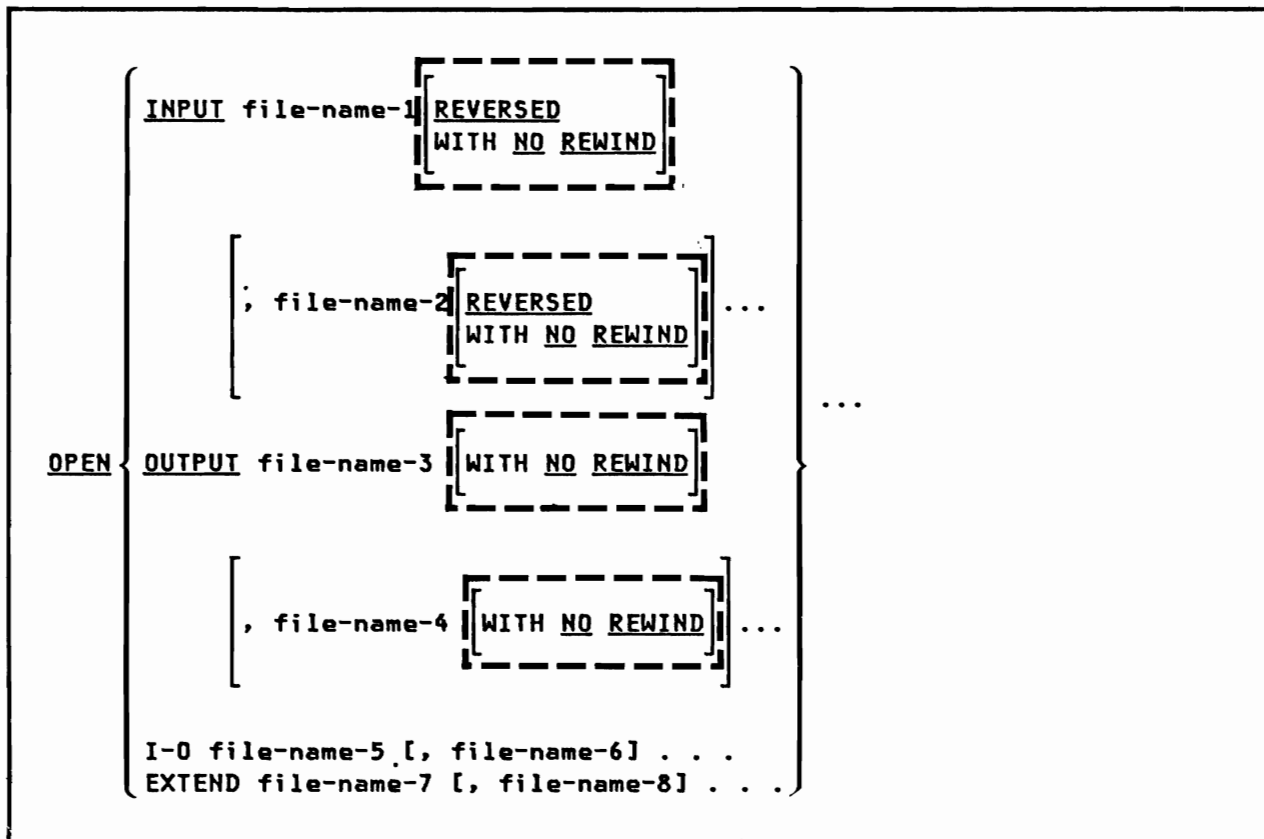 INPUT file-name-1 [REVERSED
WITH NO REWIND]
[, file-name-2 [REVERSED
WITH NO REWIND]] ...
...
OPEN { OUTPUT file-name-3 [WITH NO REWIND] }
[, file-name-4 [WITH NO REWIND]] ...
I-O file-name-5 [, file-name-6] . . .
EXTEND file-name-7 [, file-name-8] . . .